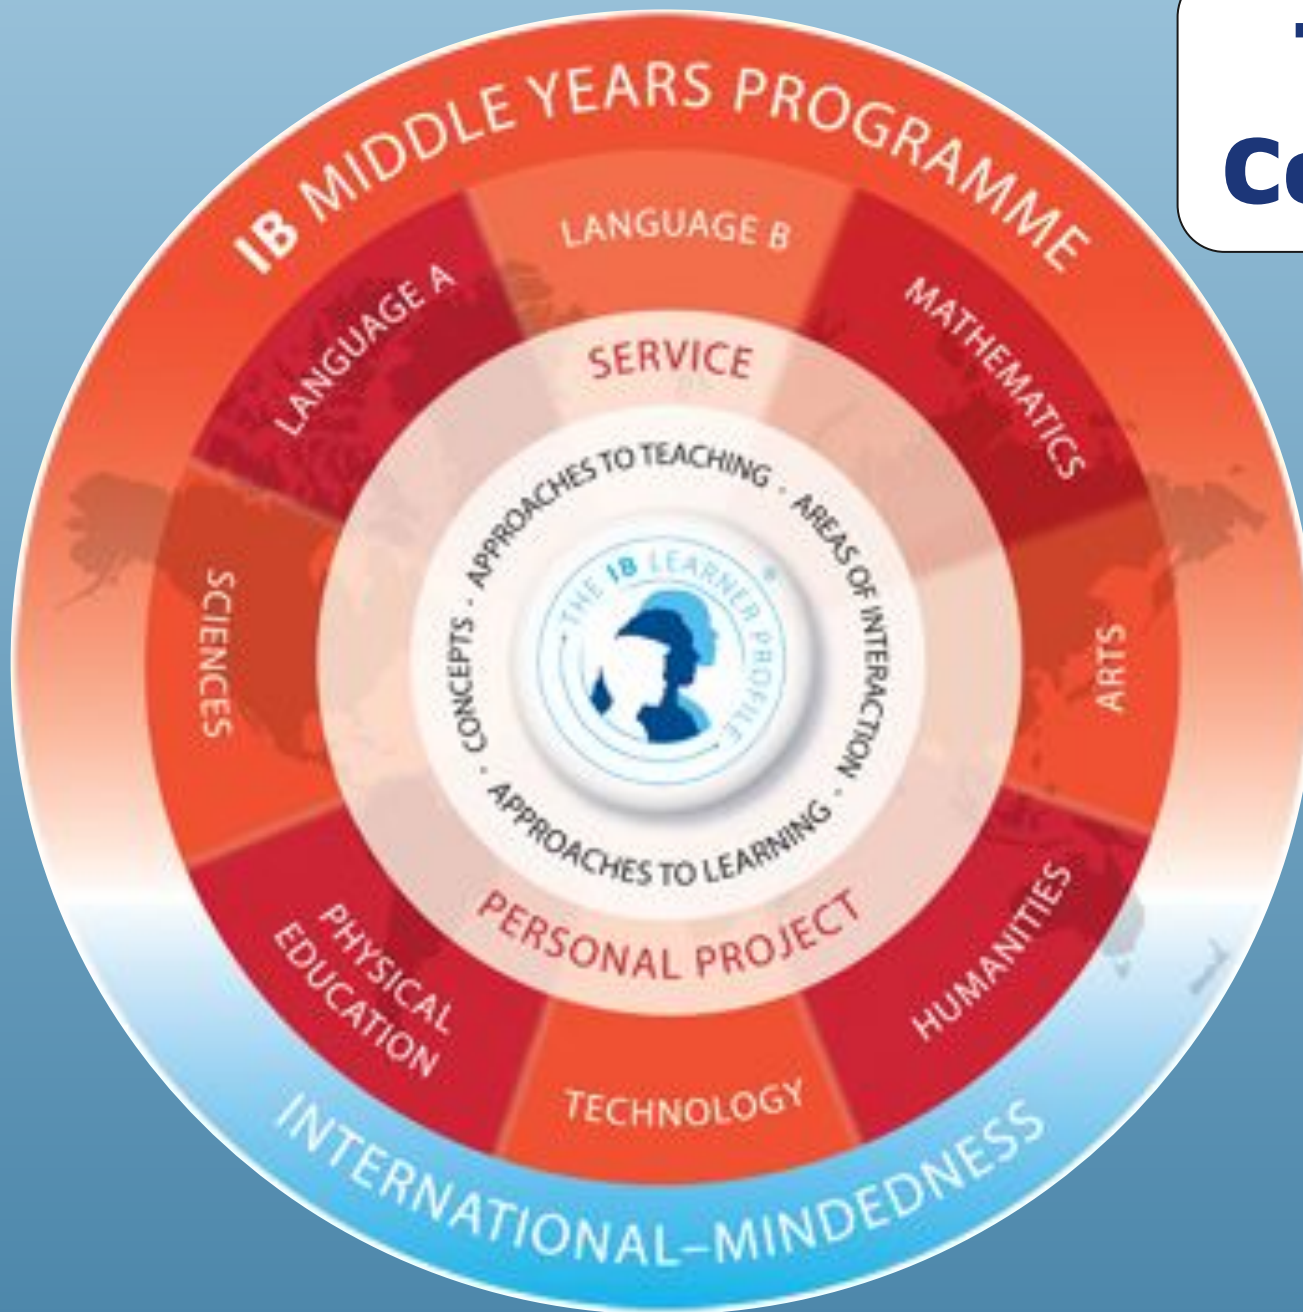 IB MIDDLE YEARS PROGRAMME
LANGUAGE A
LANGUAGE B
MATHEMATICS
SCIENCES
ARTS
PHYSICAL
EDUCATION
TECHNOLOGY
HUMANITIES
SERVICE
PERSONAL PROJECT
APPROACHES TO TEACHING · AREAS OF INTERACTION · APPROACHES TO LEARNING · CONCEPTS ·
THE IB LEARNER PROFILE ®
INTERNATIONAL–MINDEDNESS